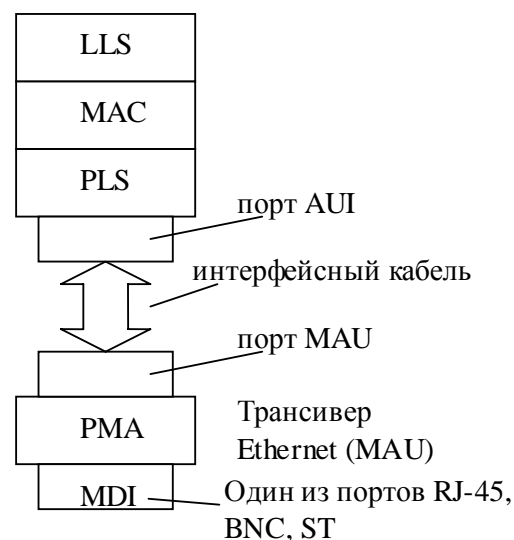 LLS
MAC
PLS
порт AUI
интерфейсный кабель
порт MAU
PMA
Трансивер
Ethernet (MAU)
MDI
Один из портов RJ-45,
BNC, ST